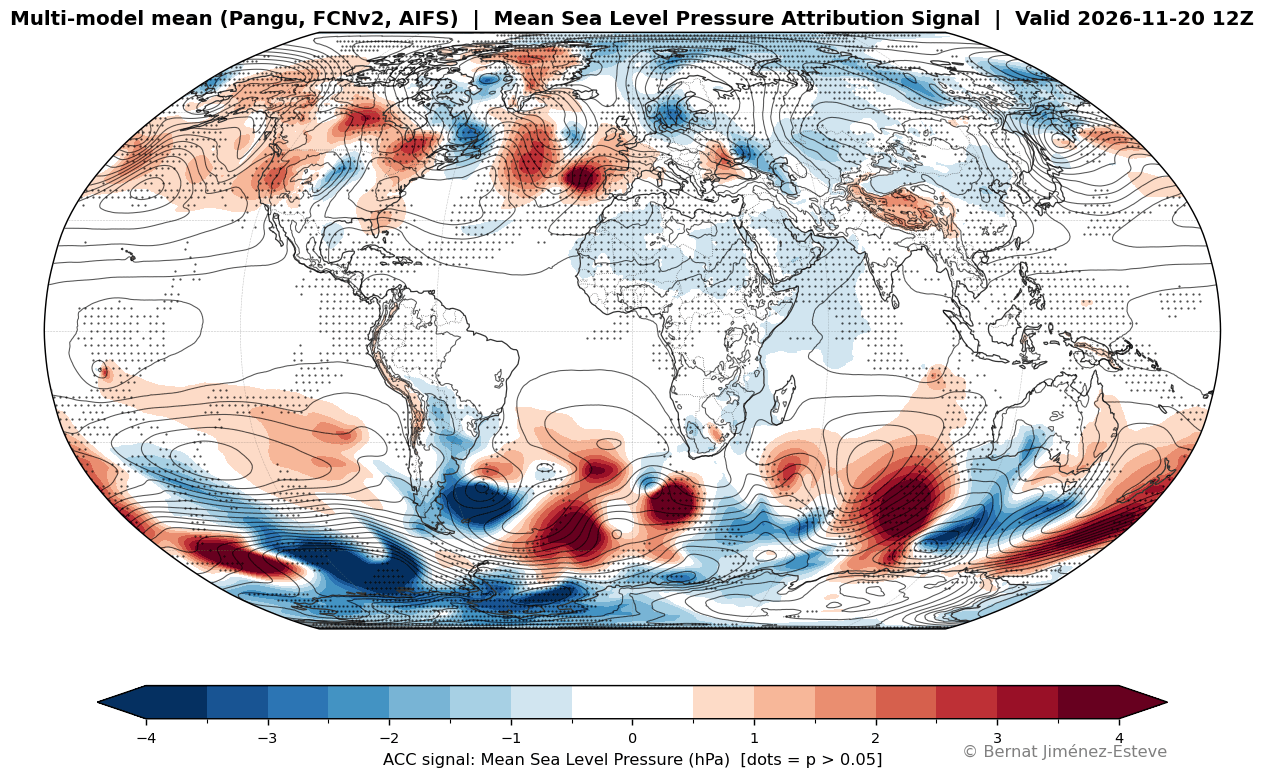 Multi-model mean (Pangu, FCNv2, AIFS)  |  Mean Sea Level Pressure Attribution Signal  |  Valid 2026-11-20 12Z
−4 −3 −2 −1 0 1 2 3 4
ACC signal: Mean Sea Level Pressure (hPa)  [dots = p > 0.05]
© Bernat Jiménez-Esteve